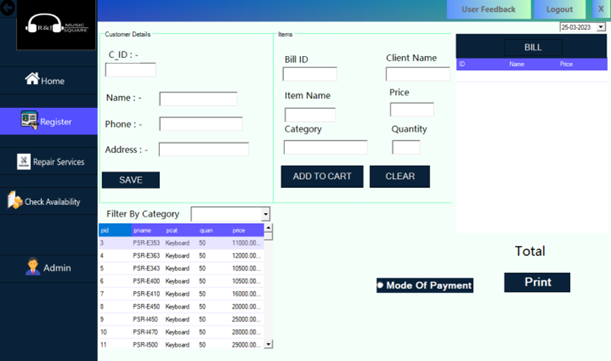 User Feedback
Logout
X
R&I MUSIC SQUARE
25-03-2023
Home
Register
Repair Services
Check Availability
Admin
Customer Details
C_ID : -
Name : -
Phone : -
Address : -
SAVE
Items
Bill ID
Client Name
Item Name
Price
Category
Quantity
ADD TO CART
CLEAR
BILL
ID Name Price
Filter By Category
pid pname pcat quan price
3 PSR-E353 Keyboard 50 11000.00...
4 PSR-E363 Keyboard 50 12000.00...
5 PSR-E343 Keyboard 50 10500.00...
6 PSR-E433 Keyboard 50 10500.00...
7 PSR-E410 Keyboard 50 16000.00...
8 PSR-E450 Keyboard 50 20000.00...
9 PSR-I450 Keyboard 50 25000.00...
10 PSR-I470 Keyboard 50 28000.00...
11 PSR-I500 Keyboard 50 29000.00...
Total
Mode Of Payment
Print